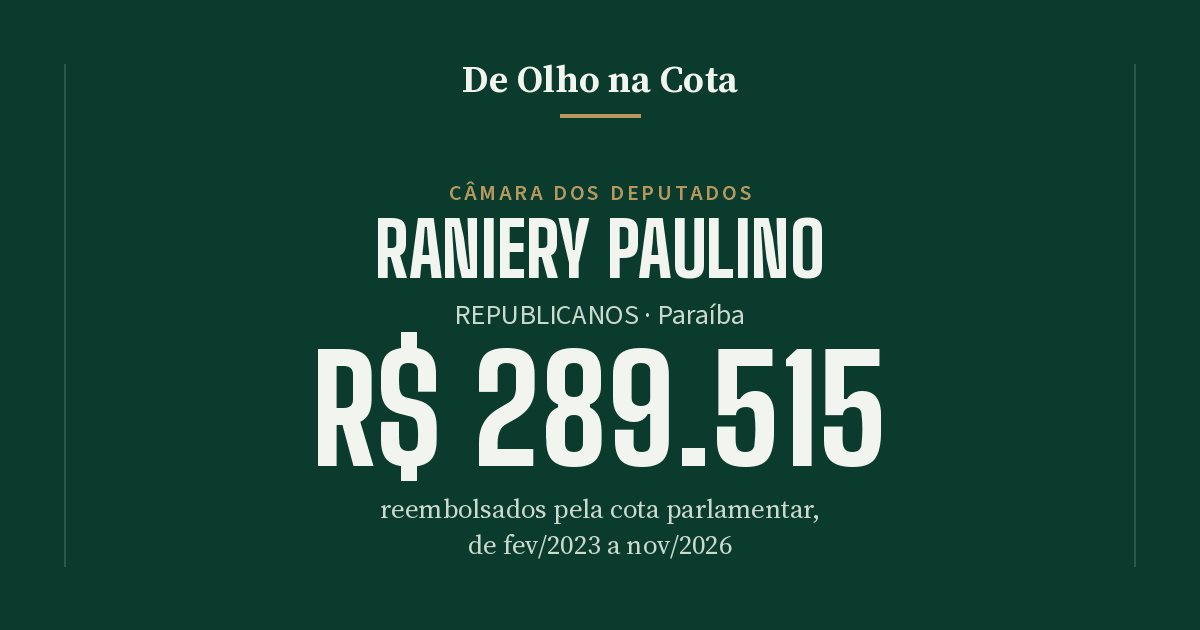 De Olho na Cota
CÂMARA DOS DEPUTADOS
RANIERY PAULINO
REPUBLICANOS · Paraíba
R$ 289.515
reembolsados pela cota parlamentar,
de fev/2023 a nov/2026